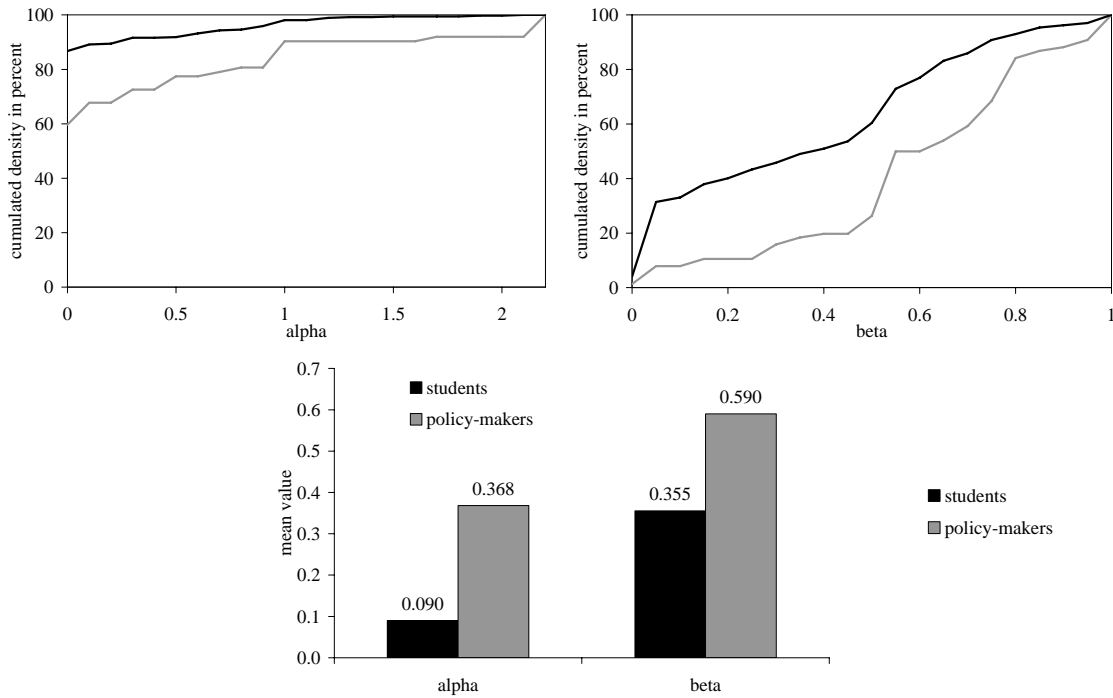 100
80
60
40
20
0
cumulated density in percent
0 0.5 1 1.5 2
alpha
100
80
60
40
20
0
cumulated density in percent
0 0.2 0.4 0.6 0.8 1
beta
0.7
0.6
0.5
0.4
0.3
0.2
0.1
0.0
mean value
students
policy-makers
0.090
0.368
0.355
0.590
alpha beta
students
policy-makers